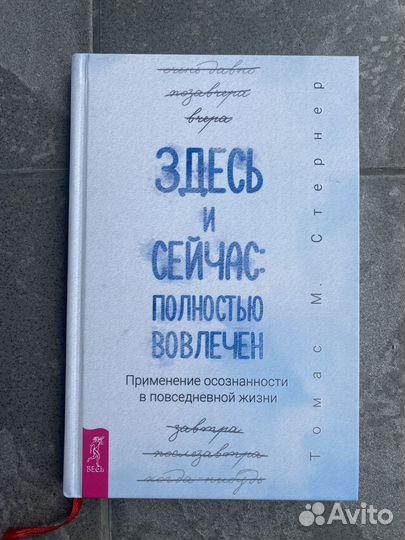 очень давно
позавчера
вчера
ЗДЕСЬ
И
СЕЙЧАС:
ПОЛНОСТЬЮ
ВОВЛЕЧЕН
Применение осознанности
в повседневной жизни
завтра
послезавтра
когда-нибудь
Томас М. Стернер
ВЕСЬ
Avito